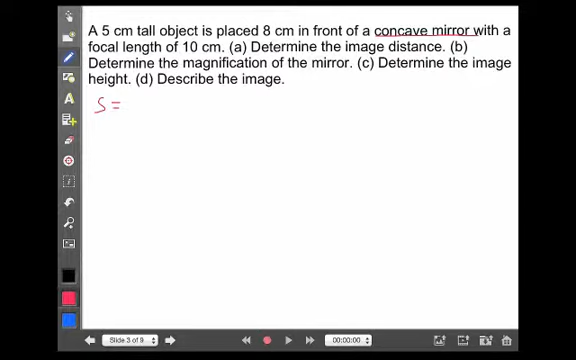 A 5 cm tall object is placed 8 cm in front of a concave mirror with a
focal length of 10 cm. (a) Determine the image distance. (b)
Determine the magnification of the mirror. (c) Determine the image
height. (d) Describe the image.
S =
Slide 3 of 9
00:00:00